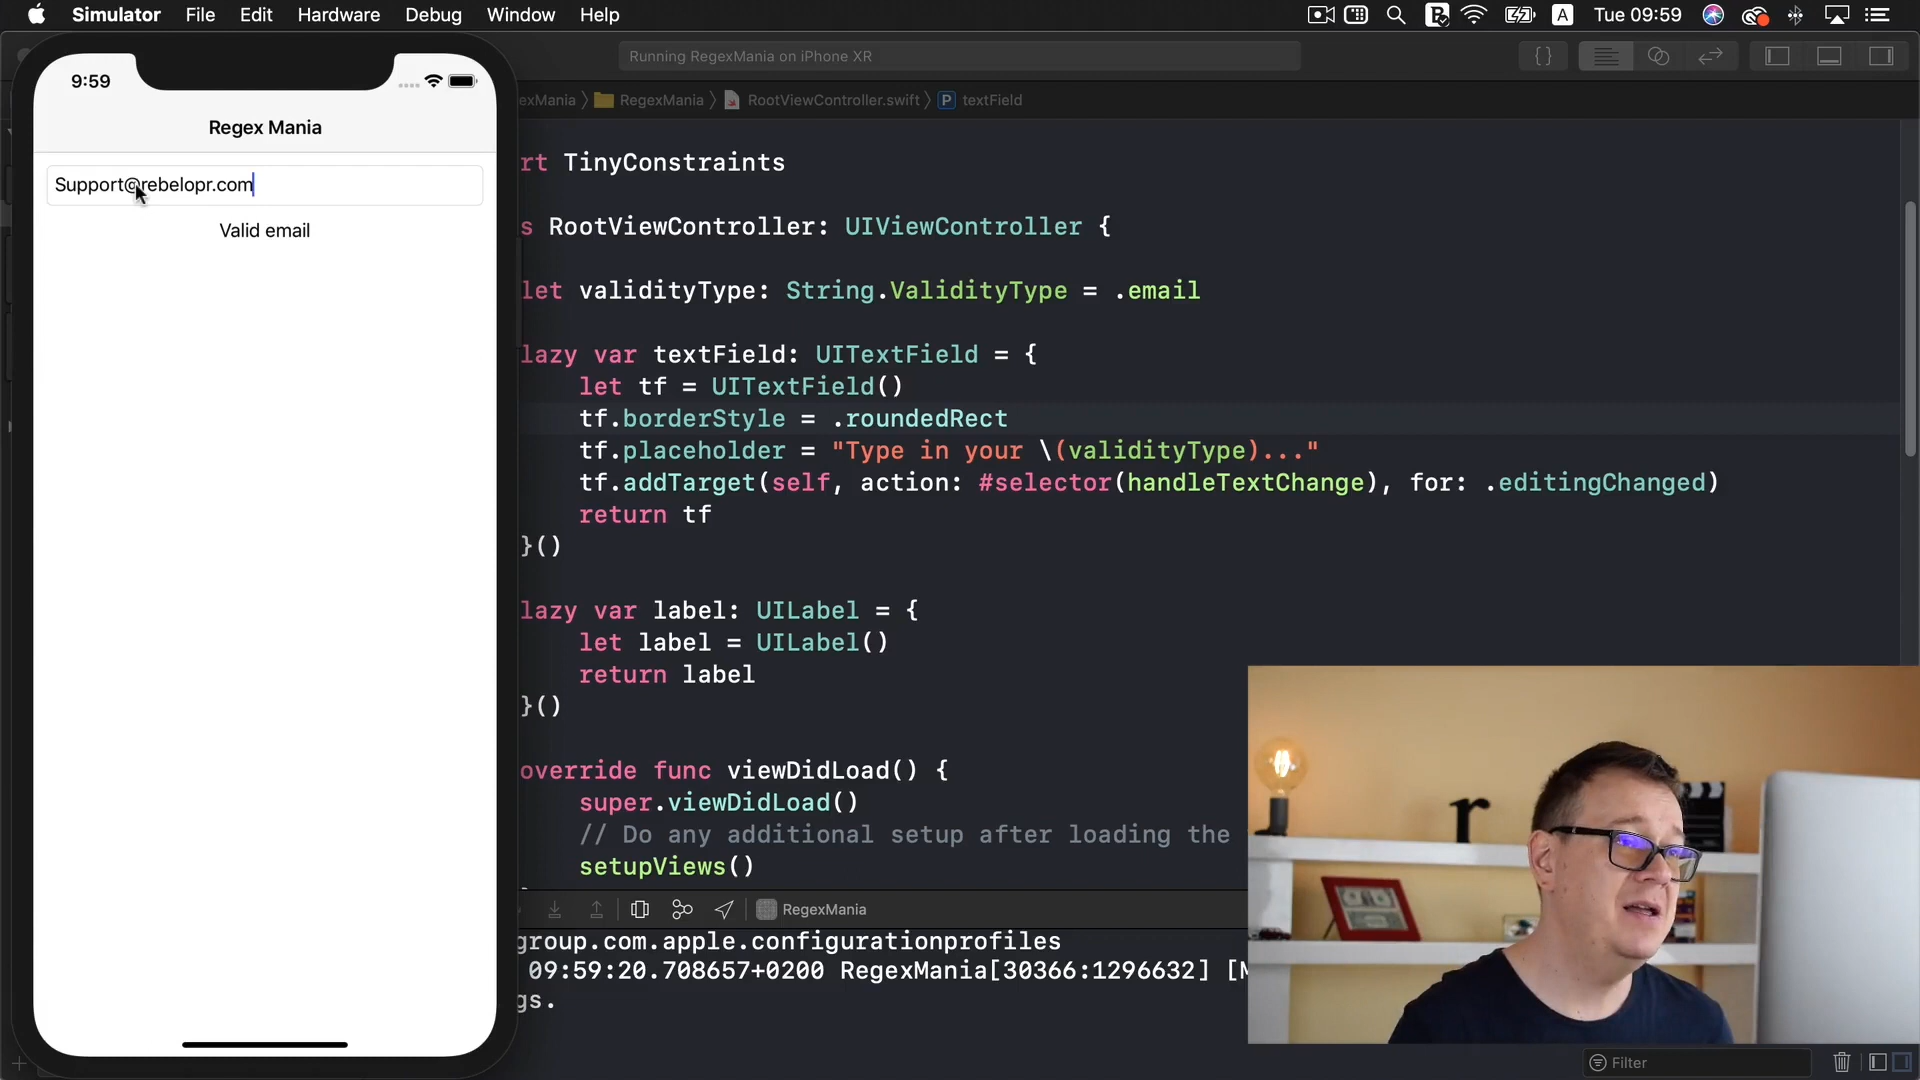 Simulator File Edit Hardware Debug Window Help A Tue 09:59
Running RegexMania on iPhone XR
{}
9:59
exMania RegexMania RootViewController.swift P textField
Regex Mania
Support@rebelopr.com
Valid email
rt TinyConstraints
s RootViewController: UIViewController {
let validityType: String.ValidityType = .email
lazy var textField: UITextField = {
let tf = UITextField()
tf.borderStyle = .roundedRect
tf.placeholder = "Type in your \(validityType)..."
tf.addTarget(self, action: #selector(handleTextChange), for: .editingChanged)
return tf
}()
lazy var label: UILabel = {
let label = UILabel()
return label
}()
override func viewDidLoad() {
super.viewDidLoad()
// Do any additional setup after loading the
setupViews()
RegexMania
group.com.apple.configurationprofiles
09:59:20.708657+0200 RegexMania[30366:1296632] [M
gs.
r
Filter